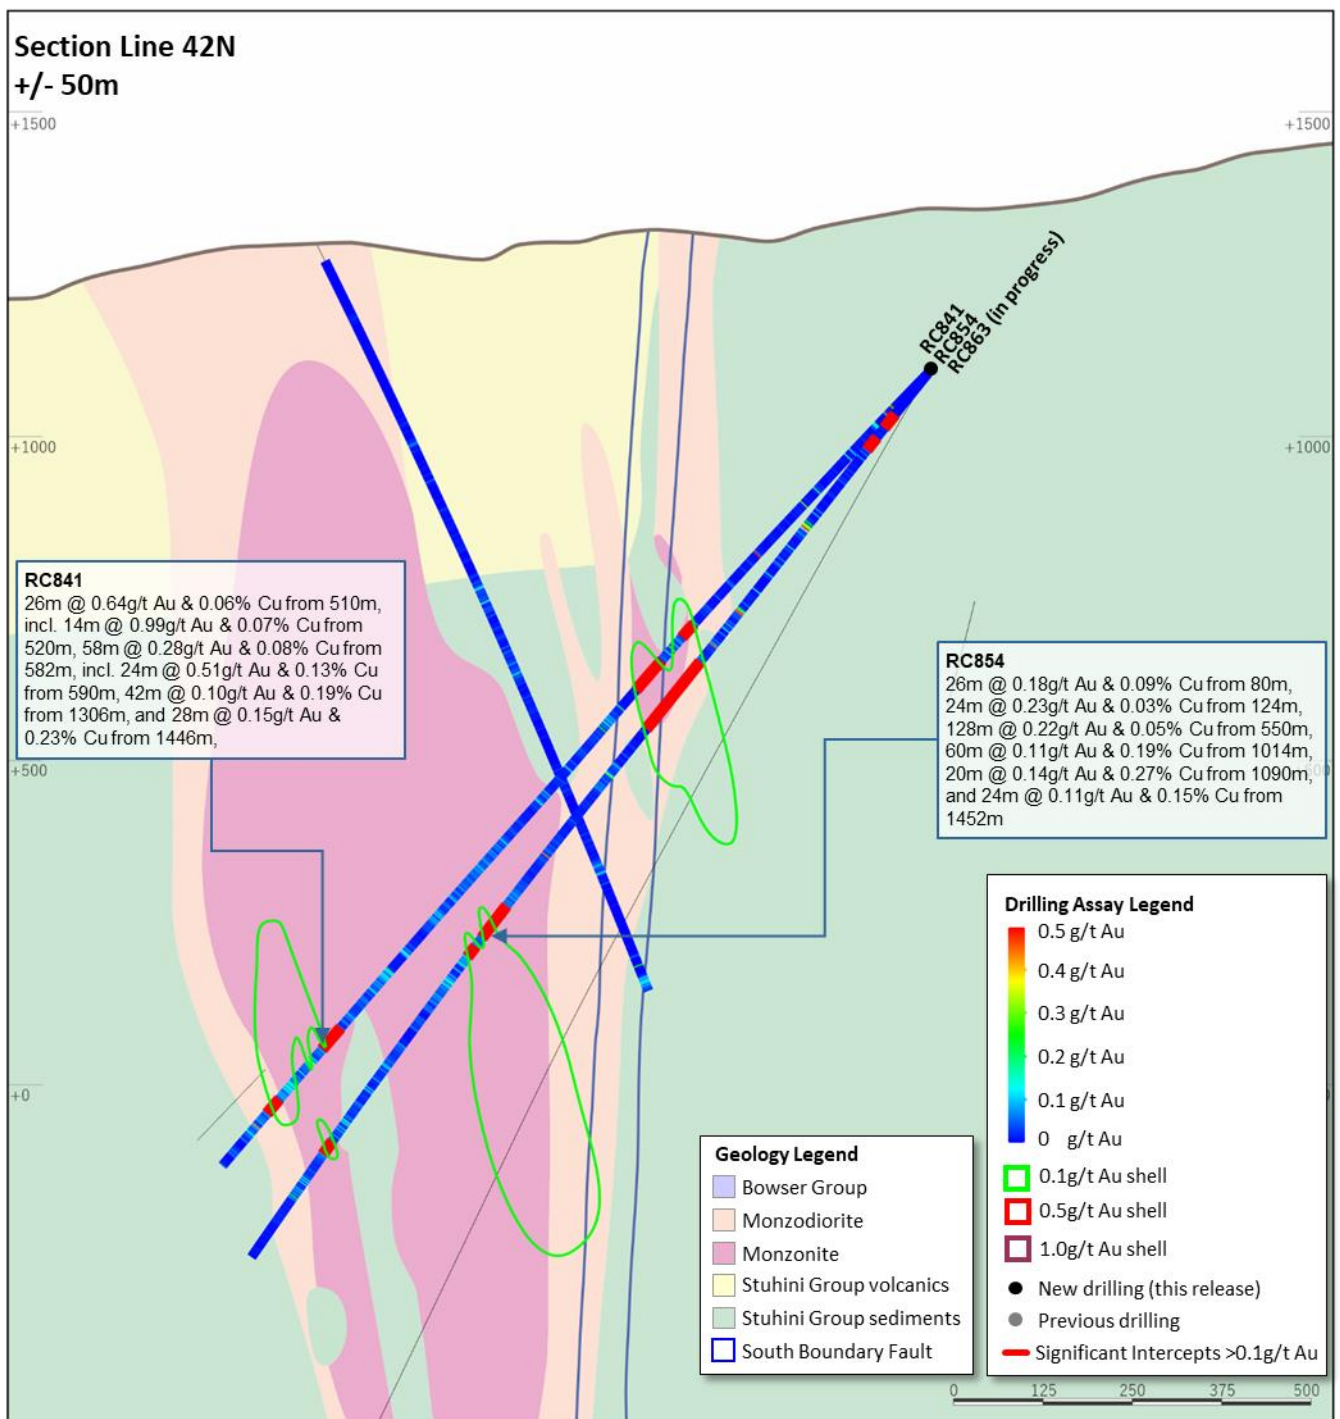 Section Line 42N
+/- 50m
+1500
+1500
RC841
RC854
RC863 (in progress)
+1000
+1000
RC841
26m @ 0.64g/t Au & 0.06% Cu from 510m,
incl. 14m @ 0.99g/t Au & 0.07% Cu from
520m, 58m @ 0.28g/t Au & 0.08% Cu from
582m, incl. 24m @ 0.51g/t Au & 0.13% Cu
from 590m, 42m @ 0.10g/t Au & 0.19% Cu
from 1306m, and 28m @ 0.15g/t Au &
0.23% Cu from 1446m,
RC854
26m @ 0.18g/t Au & 0.09% Cu from 80m,
24m @ 0.23g/t Au & 0.03% Cu from 124m,
128m @ 0.22g/t Au & 0.05% Cu from 550m,
60m @ 0.11g/t Au & 0.19% Cu from 1014m,
20m @ 0.14g/t Au & 0.27% Cu from 1090m,
and 24m @ 0.11g/t Au & 0.15% Cu from
1452m
+500
+0
Drilling Assay Legend
0.5 g/t Au
0.4 g/t Au
0.3 g/t Au
0.2 g/t Au
0.1 g/t Au
0 g/t Au
0.1g/t Au shell
0.5g/t Au shell
1.0g/t Au shell
New drilling (this release)
Previous drilling
Significant Intercepts >0.1g/t Au
Geology Legend
Bowser Group
Monzodiorite
Monzonite
Stuhini Group volcanics
Stuhini Group sediments
South Boundary Fault
0 125 250 375 500